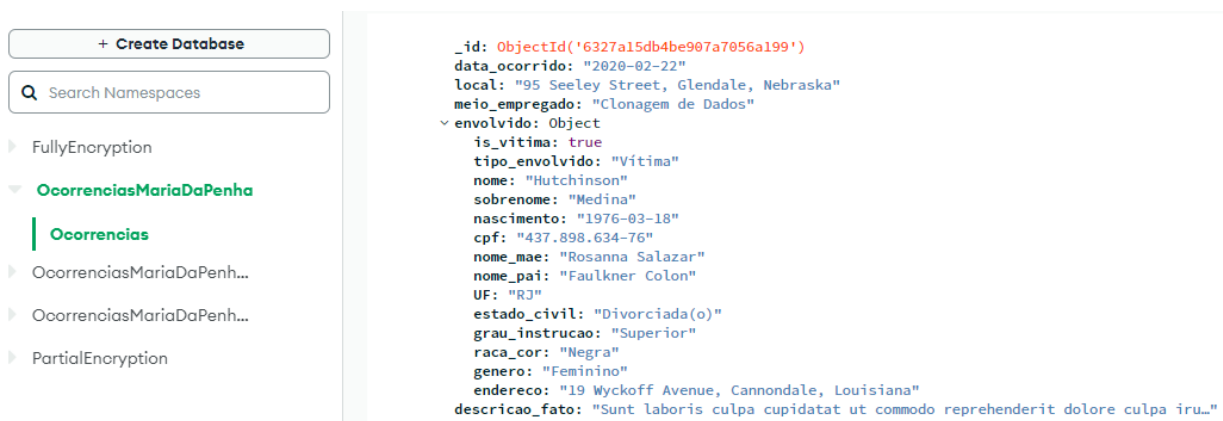 + Create Database
Search Namespaces
FullyEncryption
OcorrenciasMariaDaPenha
Ocorrencias
OcorrenciasMariaDaPenh...
OcorrenciasMariaDaPenh...
PartialEncryption
_id: ObjectId('6327a15db4be907a7056a199')
data_ocorrido: "2020-02-22"
local: "95 Seeley Street, Glendale, Nebraska"
meio_empregado: "Clonagem de Dados"
envolvido: Object
is_vitima: true
tipo_envolvido: "Vítima"
nome: "Hutchinson"
sobrenome: "Medina"
nascimento: "1976-03-18"
cpf: "437.898.634-76"
nome_mae: "Rosanna Salazar"
nome_pai: "Faulkner Colon"
UF: "RJ"
estado_civil: "Divorciada(o)"
grau_instrucao: "Superior"
raca_cor: "Negra"
genero: "Feminino"
endereco: "19 Wyckoff Avenue, Cannondale, Louisiana"
descricao_fato: "Sunt laboris culpa cupidatat ut commodo reprehenderit dolore culpa iru…"